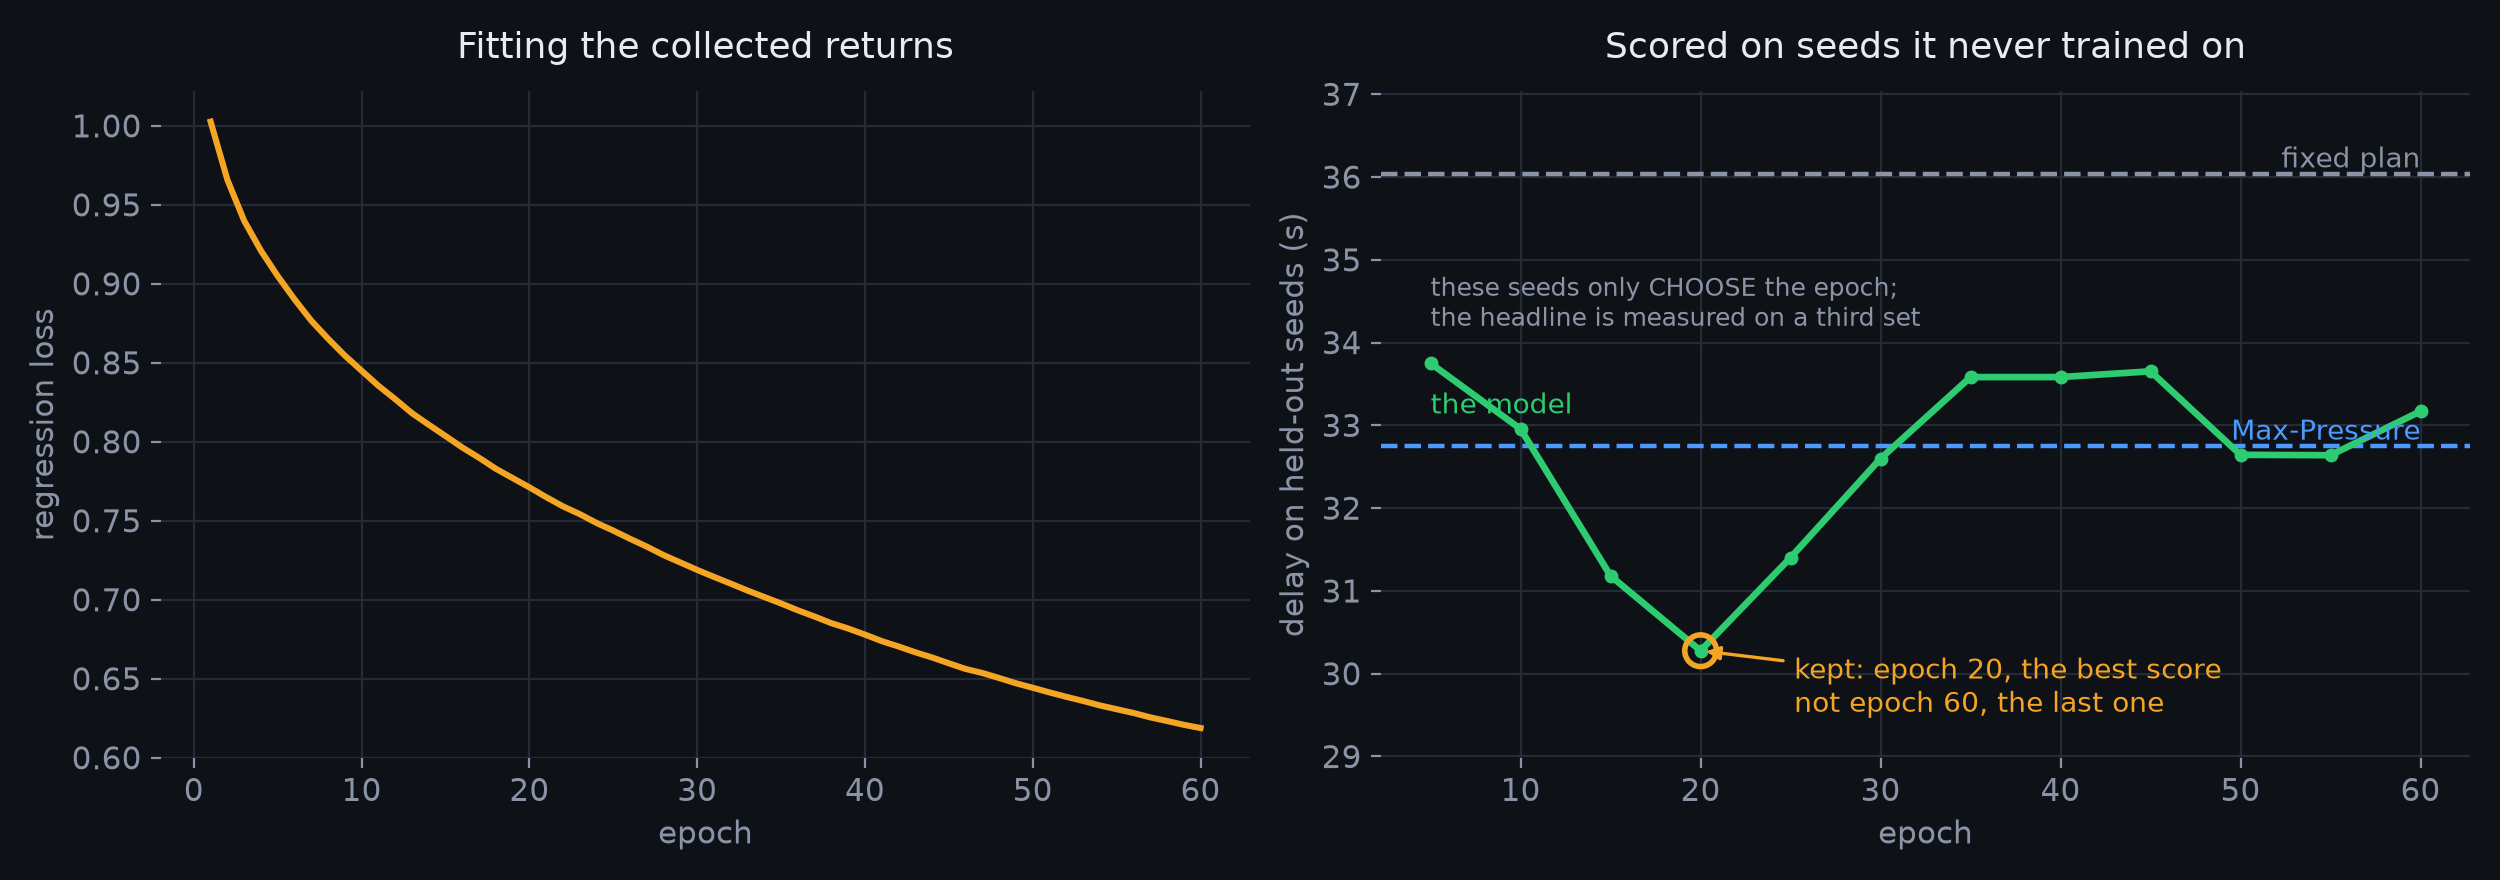 Fitting the collected returns
1.00
0.95
0.90
0.85
0.80
0.75
0.70
0.65
0.60
regression loss
0 10 20 30 40 50 60
epoch
Scored on seeds it never trained on
37
36
35
34
33
32
31
30
29
delay on held-out seeds (s)
fixed plan
these seeds only CHOOSE the epoch;
the headline is measured on a third set
the model
Max-Pressure
kept: epoch 20, the best score
not epoch 60, the last one
10 20 30 40 50 60
epoch